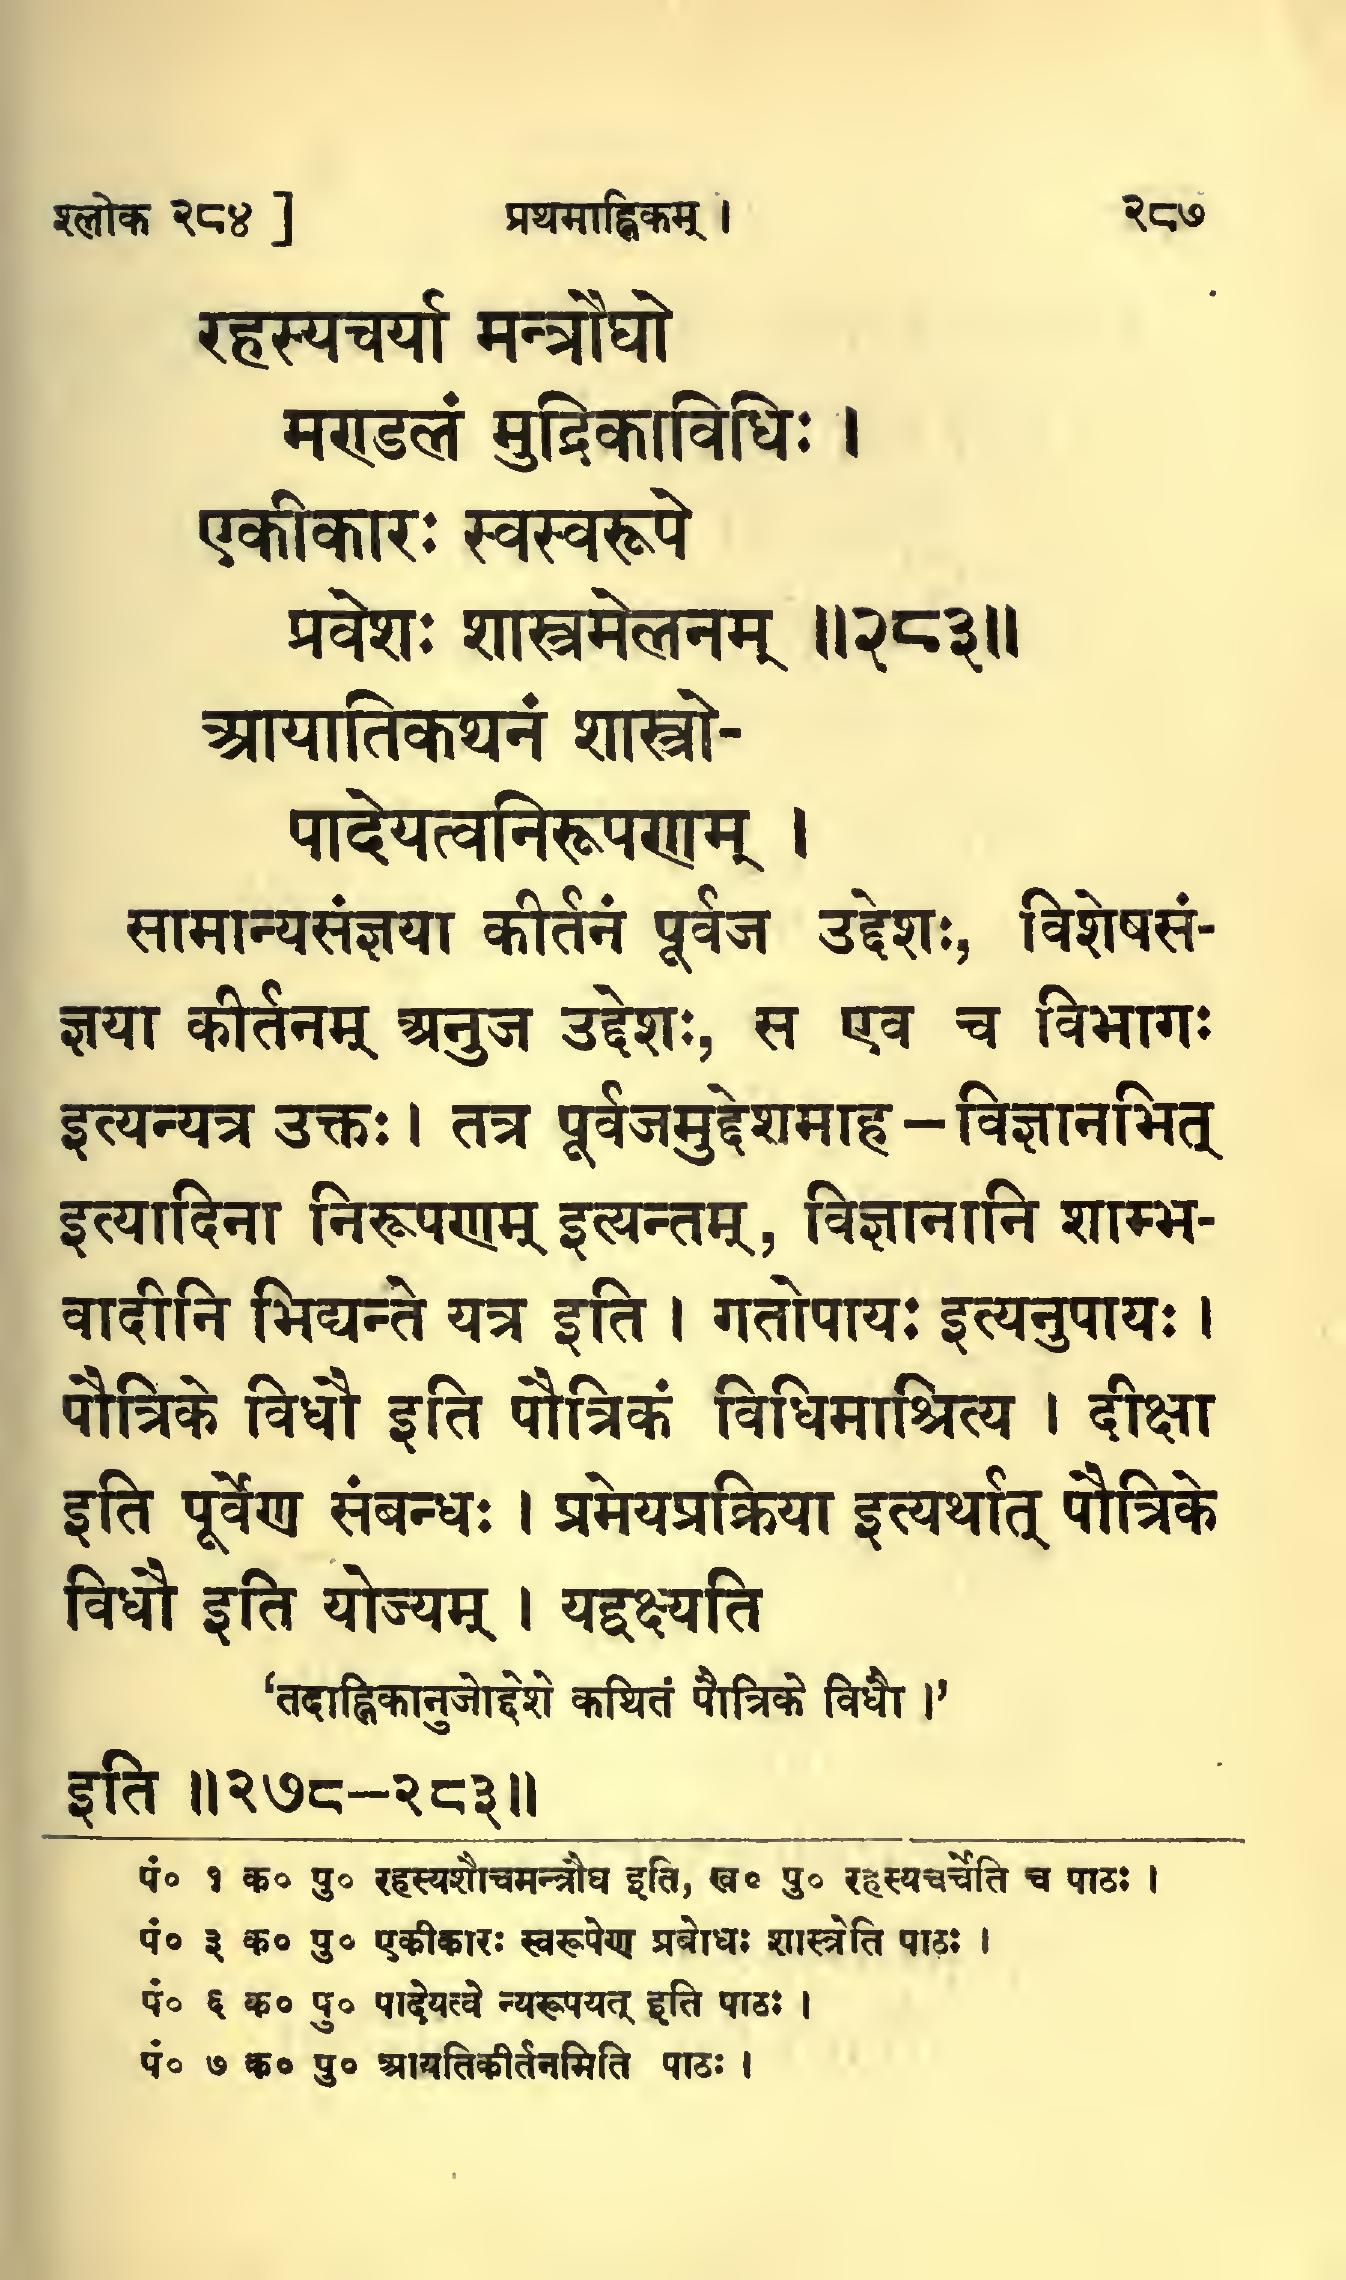 श्लोक २८४ ] प्रथमाह्निकम् । २८७
रहस्यचर्या मन्त्रौघो
मण्डलं मुद्रिकाविधिः ।
एकीकारः स्वस्वरूपे
प्रवेशः शास्त्रमेलनम् ॥२८३॥
आयातिकथनं शास्त्रो-
पादेयत्वनिरूपणम् ।
सामान्यसंज्ञया कीर्तनं पूर्वज उद्देशः, विशेषसं-
ज्ञया कीर्तनम् अनुज उद्देशः, स एव च विभागः
इत्यन्यत्र उक्तः । तत्र पूर्वजमुद्देशमाह – विज्ञानभित्
इत्यादिना निरूपणम् इत्यन्तम्, विज्ञानानि शाम्भ-
वादीनि भिद्यन्ते यत्र इति । गतोपायः इत्यनुपायः ।
पौत्रिके विधौ इति पौत्रिकं विधिमाश्रित्य । दीक्षा
इति पूर्वेण संबन्धः । प्रमेयप्रक्रिया इत्यर्थात् पौत्रिके
विधौ इति योज्यम् । यद्वक्ष्यति
‘तदाह्निकानुजोद्देशे कथितं पौत्रिके विधौ ।’
इति ॥२७८–२८३॥
पं० १ क० पु० रहस्यशौचमन्त्रौघ इति, ख० पु० रहस्यचर्चेति च पाठः ।
पं० ३ क० पु० एकीकारः स्वरूपेण प्रबोधः शास्त्रेति पाठः ।
पं० ६ क० पु० पादेयत्वे न्यरूपयत् इति पाठः ।
पं० ७ क० पु० आयतिकीर्तनमिति पाठः ।